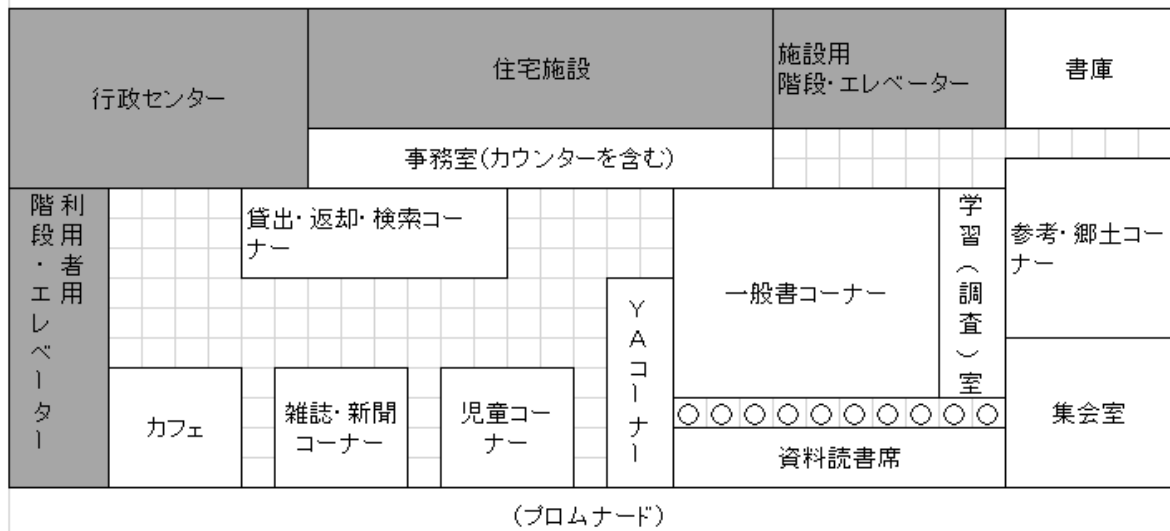 行政センター
住宅施設
施設用
階段・エレベーター
書庫
事務室(カウンターを含む)
利用者用
階段・エレベーター
貸出・返却・検索コー
ナー
YAコーナー
一般書コーナー
学習(調査)室
参考・郷土コー
ナー
カフェ
雑誌・新聞
コーナー
児童コー
ナー
○○○○○○○○○○
資料読書席
集会室
(プロムナード)